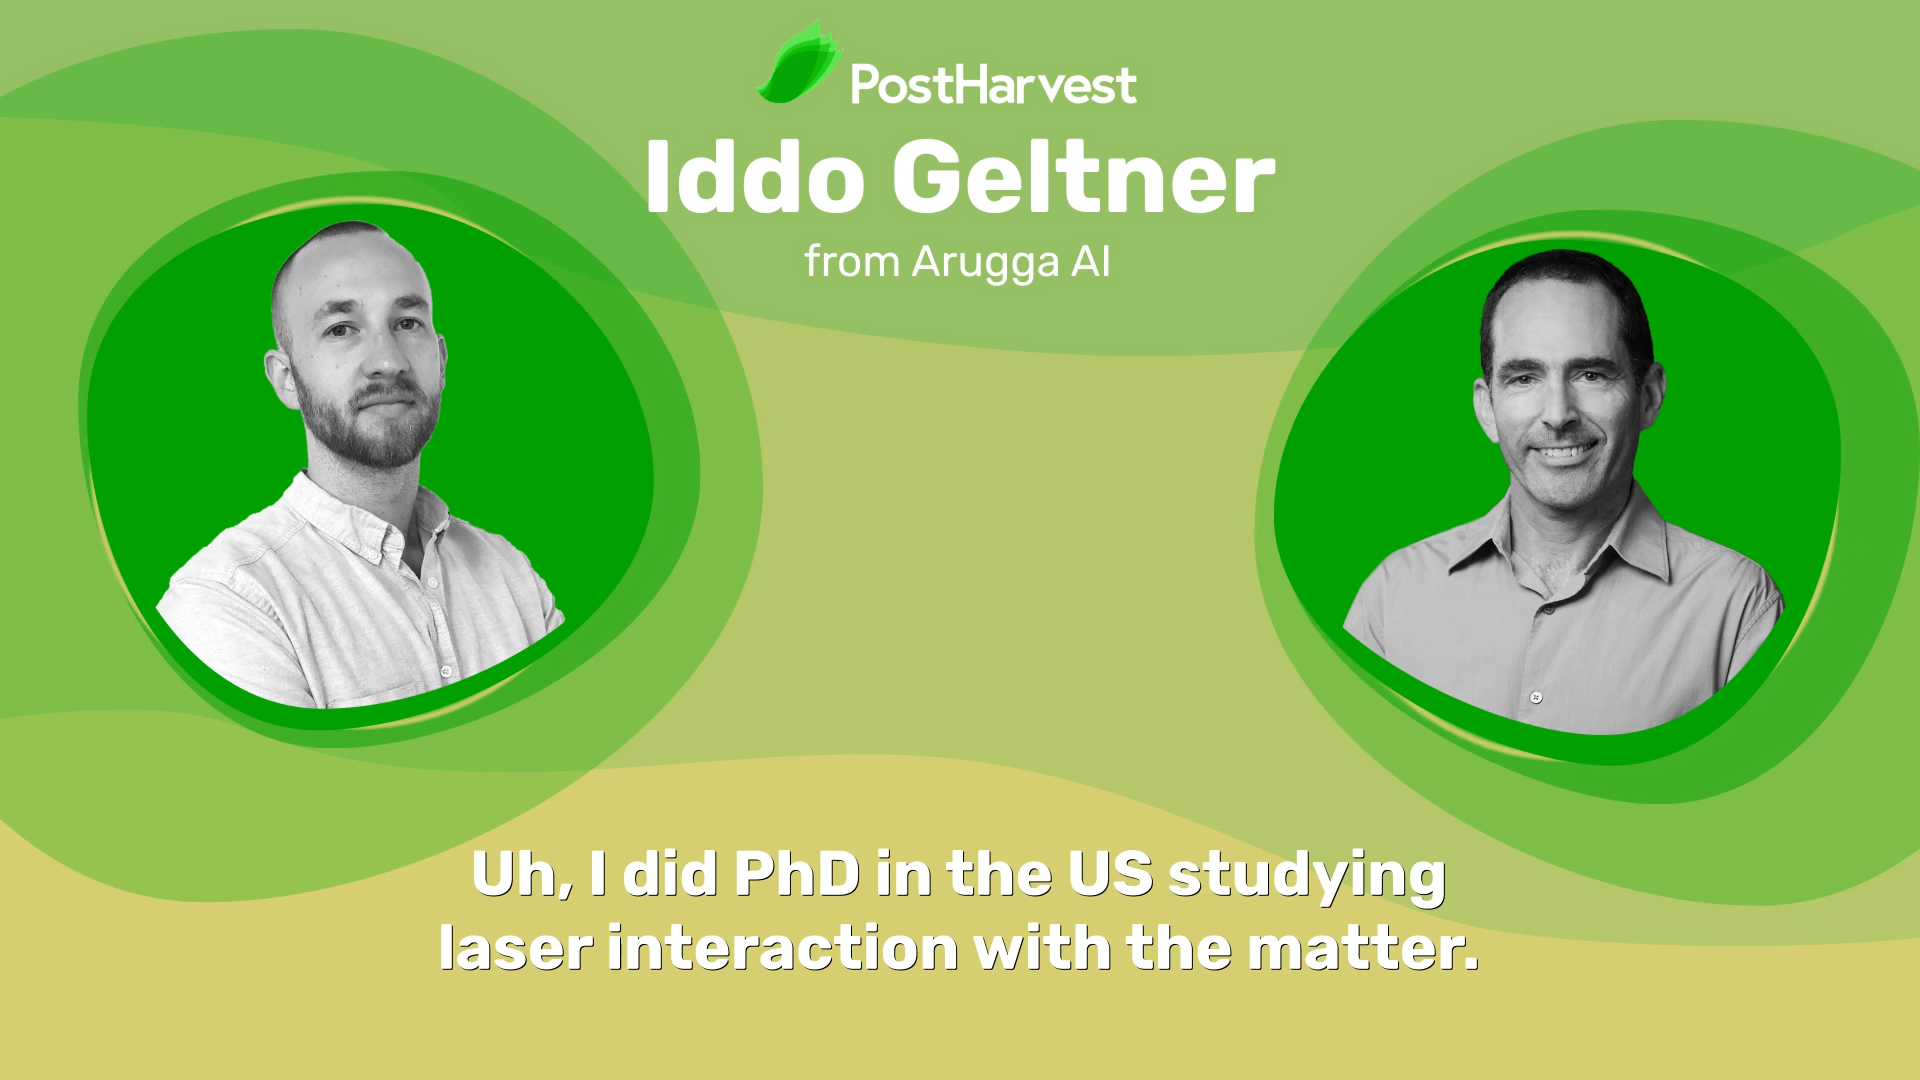 PostHarvest
Iddo Geltner
from Arugga AI
Uh, I did PhD in the US studying
laser interaction with the matter.